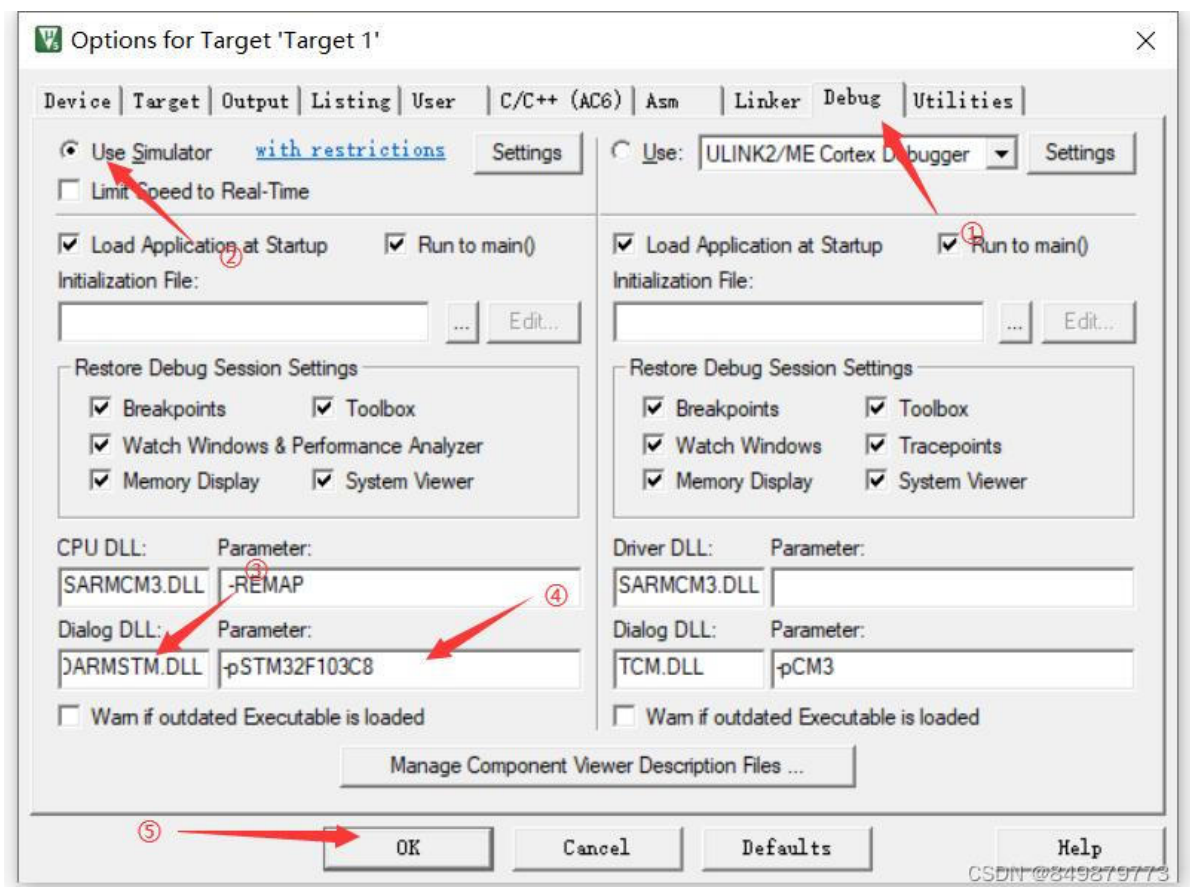 Options for Target 'Target 1'
Device Target Output Listing User C/C++ (AC6) Asm Linker Debug Utilities
Use Simulator with restrictions Settings Use: ULINK2/ME Cortex Debugger Settings
Limit Speed to Real-Time
①
Load Application at Startup Run to main() Load Application at Startup Run to main()
②
Initialization File: Initialization File:
... Edit... ... Edit...
Restore Debug Session Settings Restore Debug Session Settings
Breakpoints Toolbox Breakpoints Toolbox
Watch Windows & Performance Analyzer Watch Windows Tracepoints
Memory Display System Viewer Memory Display System Viewer
CPU DLL: Parameter: Driver DLL: Parameter:
③
SARMCM3.DLL -REMAP SARMCM3.DLL
④
Dialog DLL: Parameter: Dialog DLL: Parameter:
DARMSTM.DLL -pSTM32F103C8 TCM.DLL -pCM3
Warn if outdated Executable is loaded Warn if outdated Executable is loaded
Manage Component Viewer Description Files ...
⑤
OK Cancel Defaults Help
CSDN @849879773